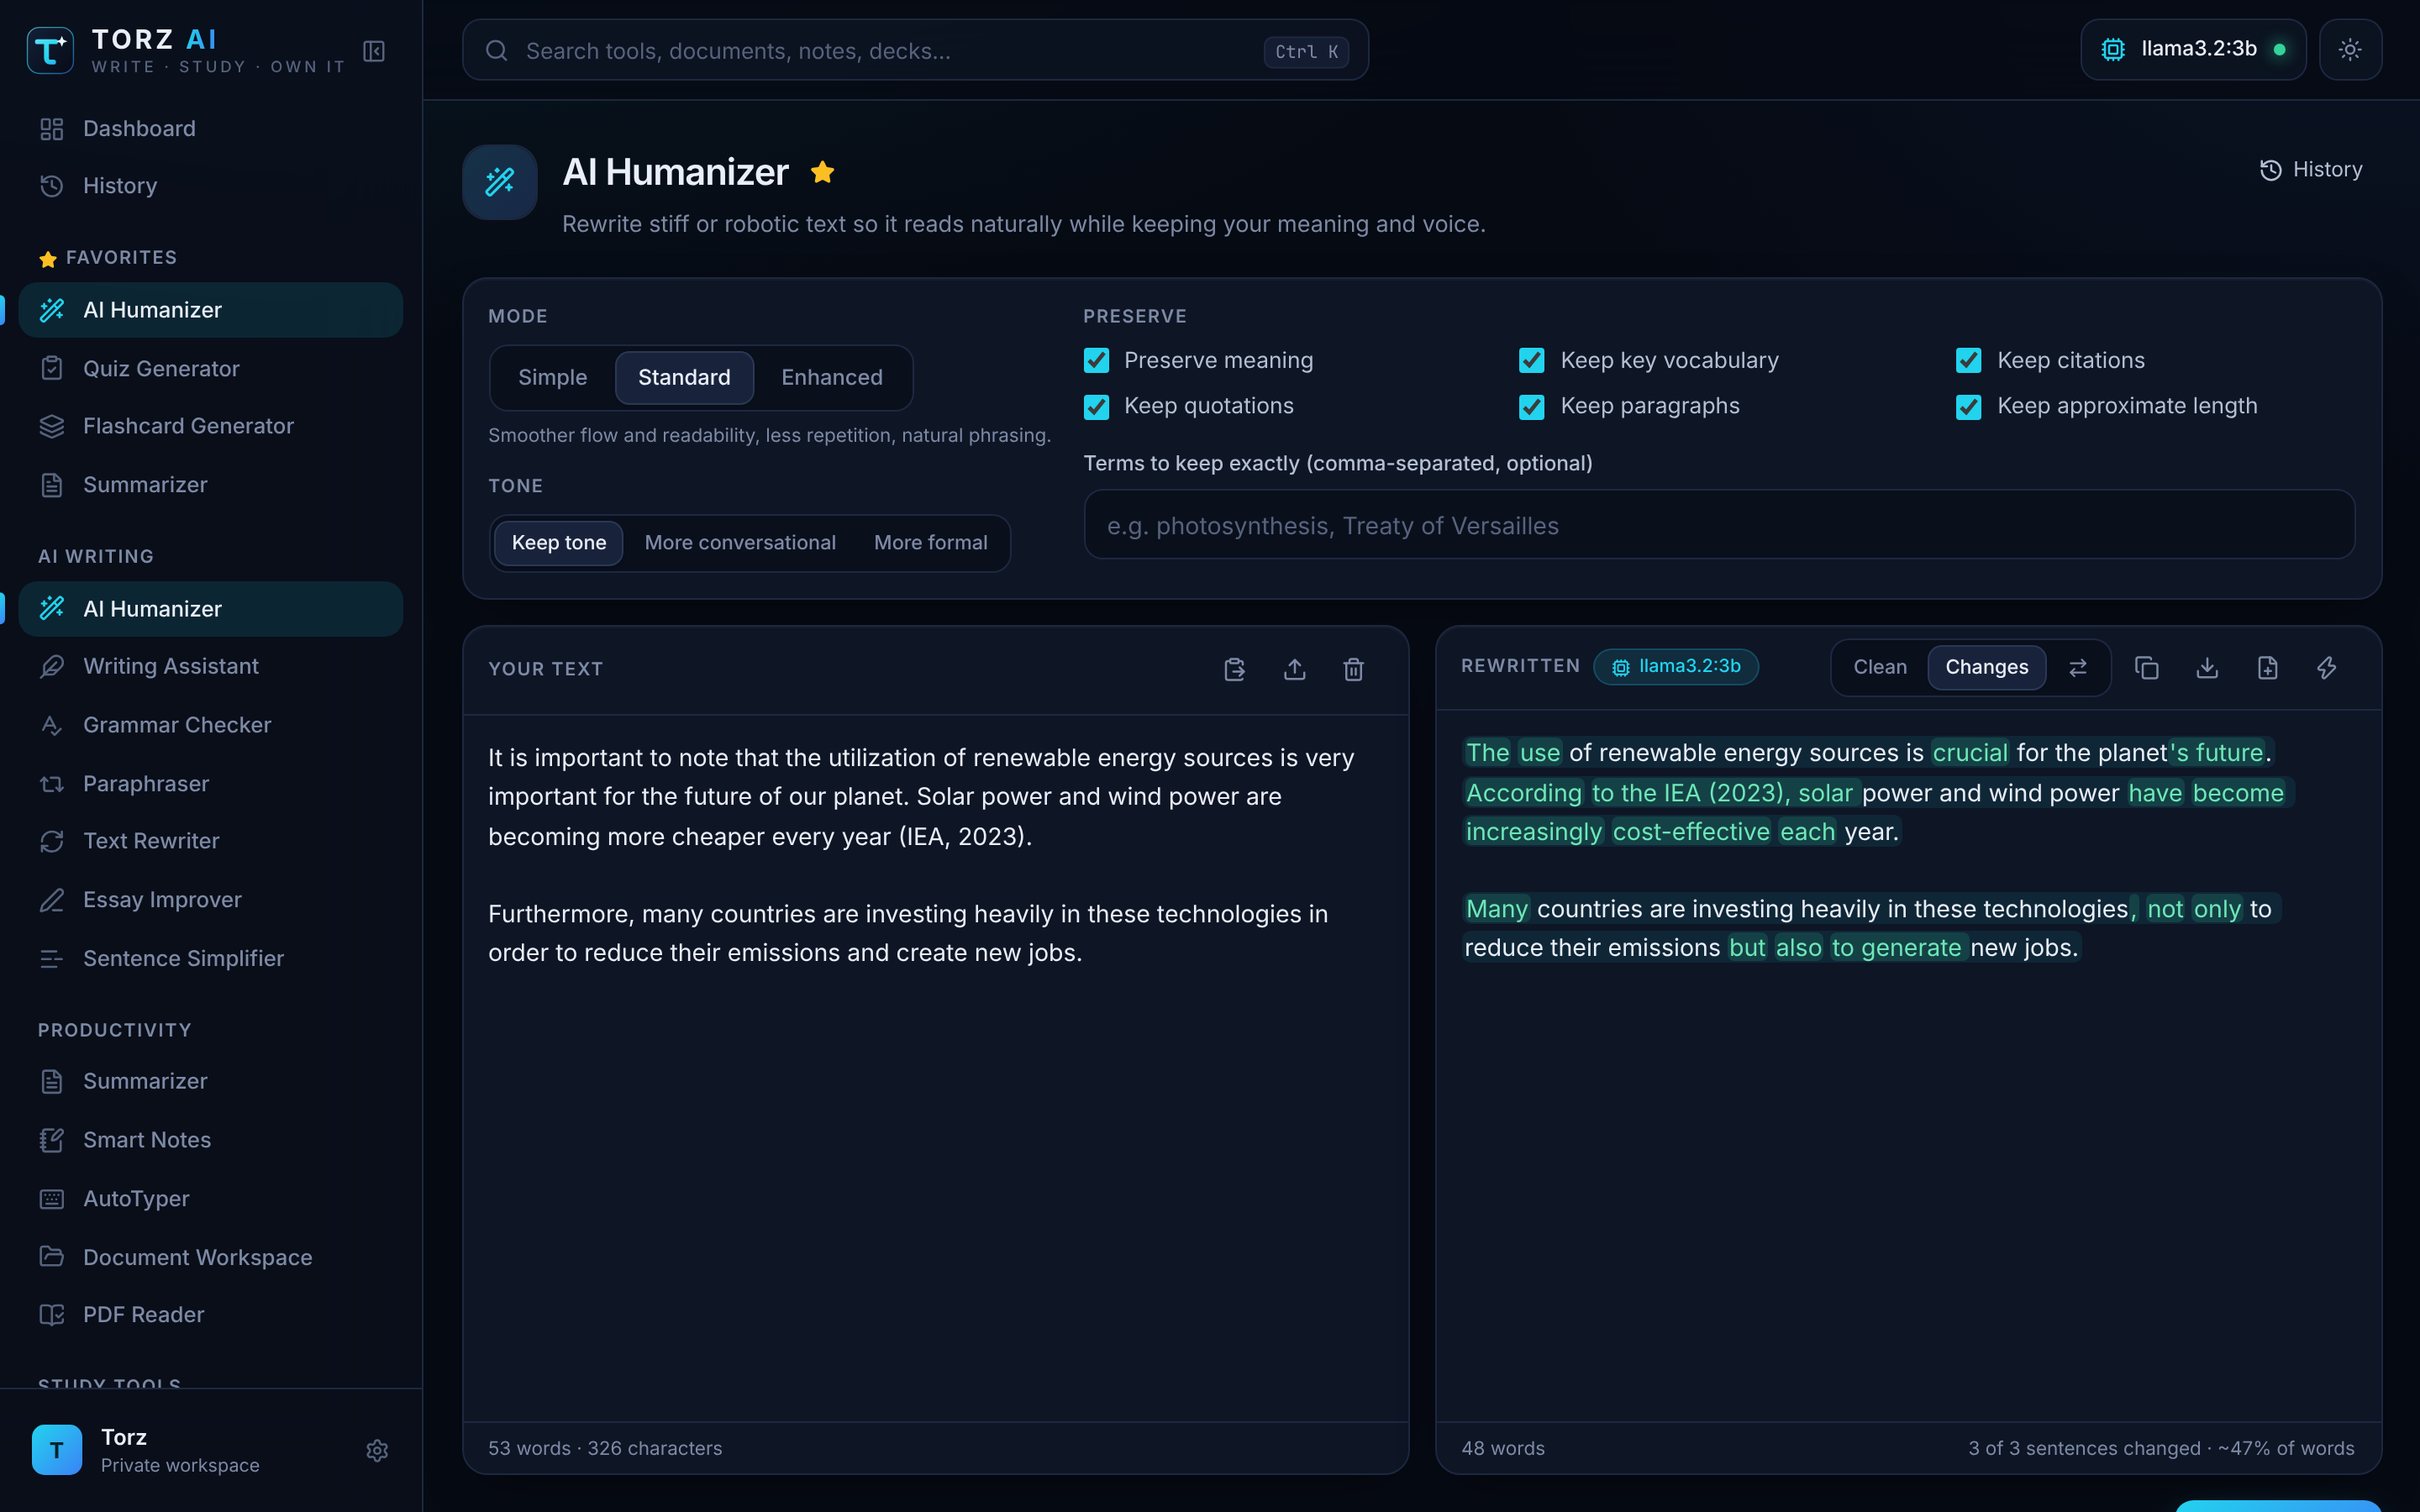 TORZ AI
WRITE · STUDY · OWN IT
Search tools, documents, notes, decks...
Ctrl K
llama3.2:3b
Dashboard
History
FAVORITES
AI Humanizer
Quiz Generator
Flashcard Generator
Summarizer
AI WRITING
AI Humanizer
Writing Assistant
Grammar Checker
Paraphraser
Text Rewriter
Essay Improver
Sentence Simplifier
PRODUCTIVITY
Summarizer
Smart Notes
AutoTyper
Document Workspace
PDF Reader
STUDY TOOLS
T
Torz
Private workspace
AI Humanizer
Rewrite stiff or robotic text so it reads naturally while keeping your meaning and voice.
History
MODE
Simple
Standard
Enhanced
Smoother flow and readability, less repetition, natural phrasing.
TONE
Keep tone
More conversational
More formal
PRESERVE
Preserve meaning
Keep key vocabulary
Keep citations
Keep quotations
Keep paragraphs
Keep approximate length
Terms to keep exactly (comma-separated, optional)
e.g. photosynthesis, Treaty of Versailles
YOUR TEXT
It is important to note that the utilization of renewable energy sources is very
important for the future of our planet. Solar power and wind power are
becoming more cheaper every year (IEA, 2023).
Furthermore, many countries are investing heavily in these technologies in
order to reduce their emissions and create new jobs.
53 words · 326 characters
REWRITTEN
llama3.2:3b
Clean
Changes
The use of renewable energy sources is crucial for the planet's future.
According to the IEA (2023), solar power and wind power have become
increasingly cost-effective each year.
Many countries are investing heavily in these technologies, not only to
reduce their emissions but also to generate new jobs.
48 words
3 of 3 sentences changed · ~47% of words